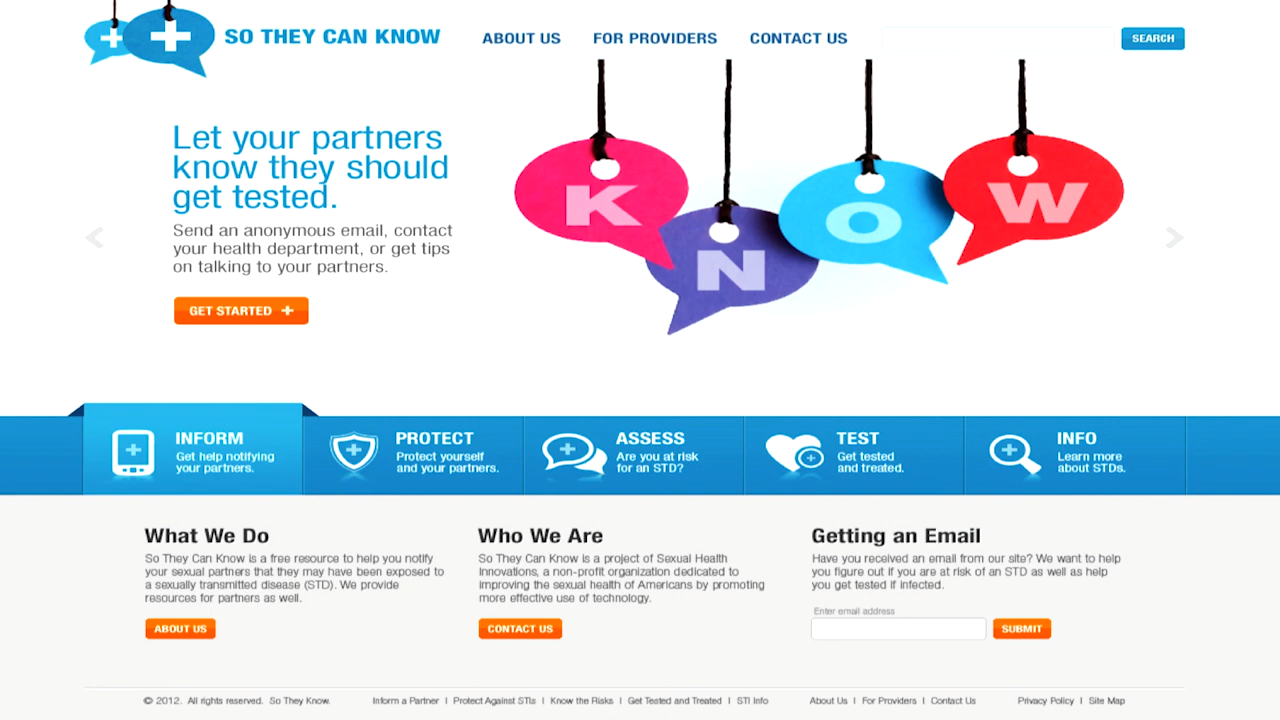 SO THEY CAN KNOW
ABOUT US
FOR PROVIDERS
CONTACT US
SEARCH
Let your partners
know they should
get tested.
Send an anonymous email, contact
your health department, or get tips
on talking to your partners.
GET STARTED
K
N
O
W
INFORM
Get help notifying
your partners.
PROTECT
Protect yourself
and your partners.
ASSESS
Are you at risk
for an STD?
TEST
Get tested
and treated.
INFO
Learn more
about STDs.
What We Do
So They Can Know is a free resource to help you notify
your sexual partners that they may have been exposed to
a sexually transmitted disease (STD). We provide
resources for partners as well.
ABOUT US
Who We Are
So They Can Know is a project of Sexual Health
Innovations, a non-profit organization dedicated to
improving the sexual health of Americans by promoting
more effective use of technology.
CONTACT US
Getting an Email
Have you received an email from our site? We want to help
you figure out if you are at risk of an STD as well as help
you get tested if infected.
Enter email address
SUBMIT
© 2012. All rights reserved. So They Know.
Inform a Partner | Protect Against STIs | Know the Risks | Get Tested and Treated | STI Info
About Us | For Providers | Contact Us
Privacy Policy | Site Map